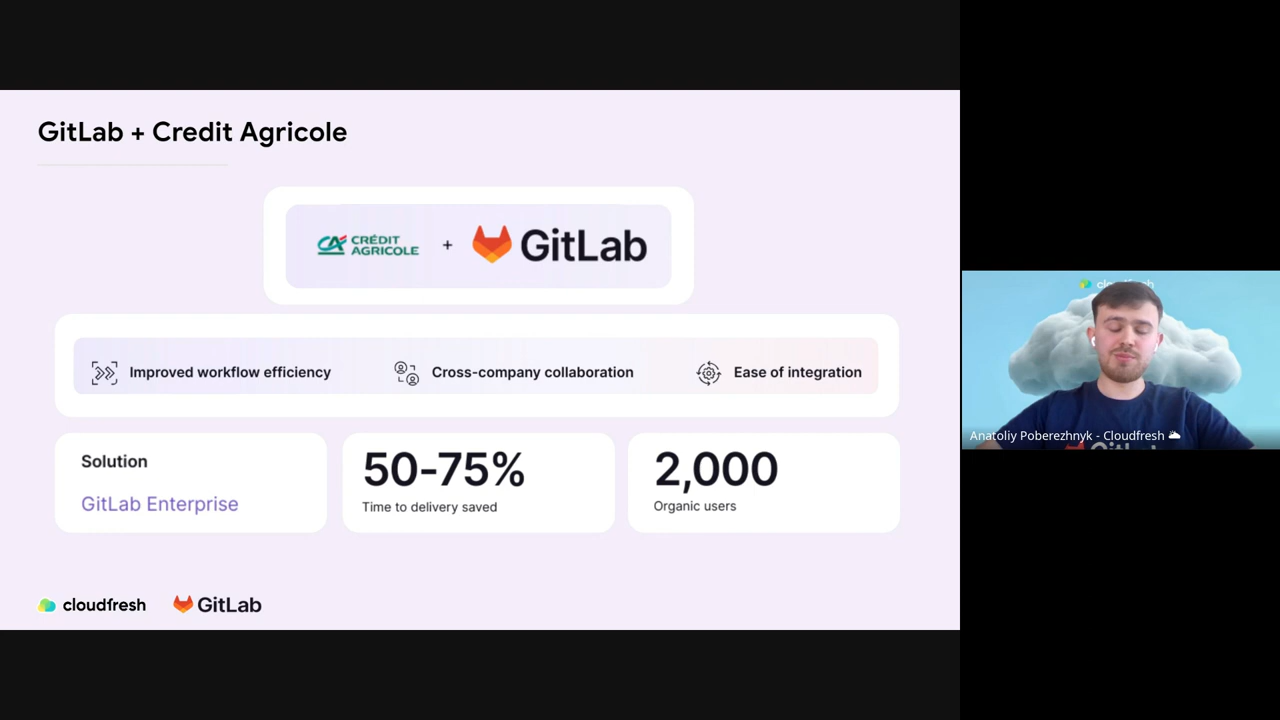 GitLab + Credit Agricole
CRÉDIT
AGRICOLE
+
GitLab
Improved workflow efficiency
Cross-company collaboration
Ease of integration
Solution
GitLab Enterprise
50-75%
Time to delivery saved
2,000
Organic users
cloudfresh
GitLab
Anatoliy Poberezhnyk - Cloudfresh